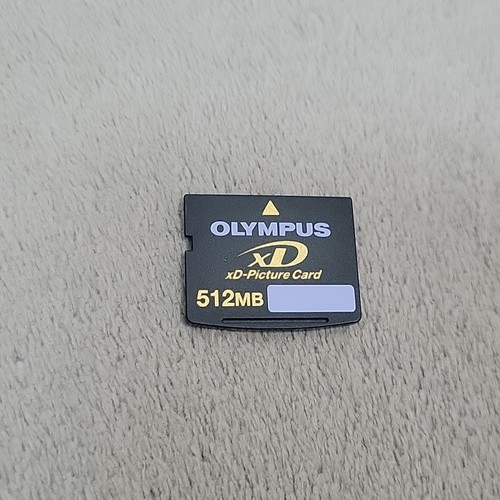 OLYMPUS
xD
xD-Picture Card
512MB